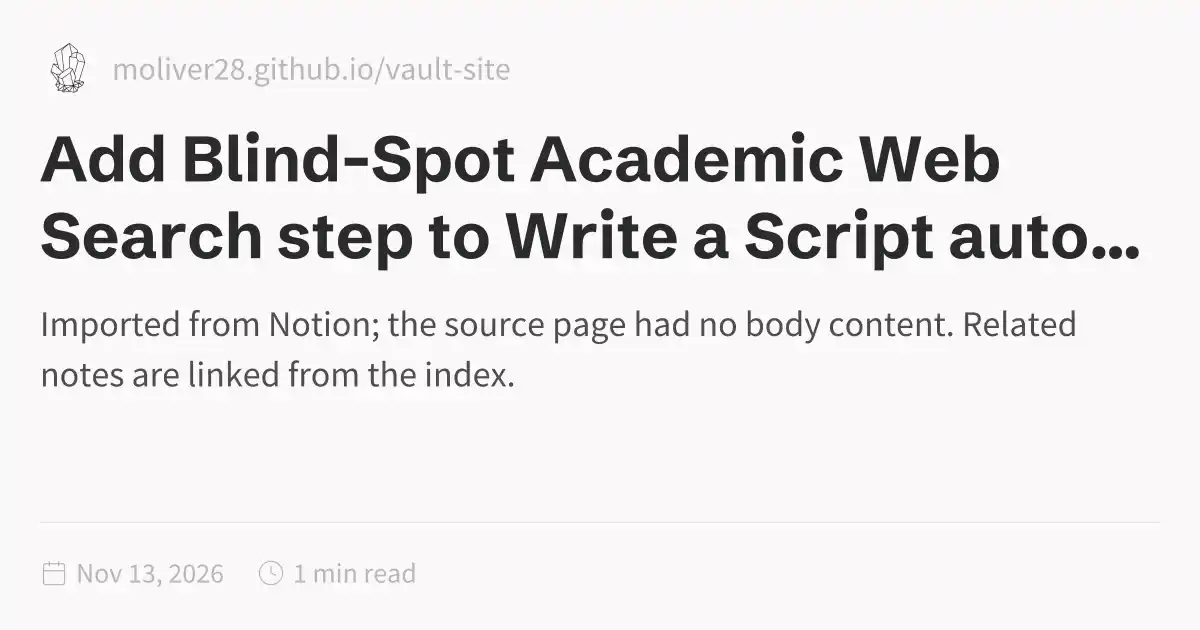 moliver28.github.io/vault-site
Add Blind-Spot Academic Web
Search step to Write a Script auto...
Imported from Notion; the source page had no body content. Related
notes are linked from the index.
Nov 13, 2026
1 min read